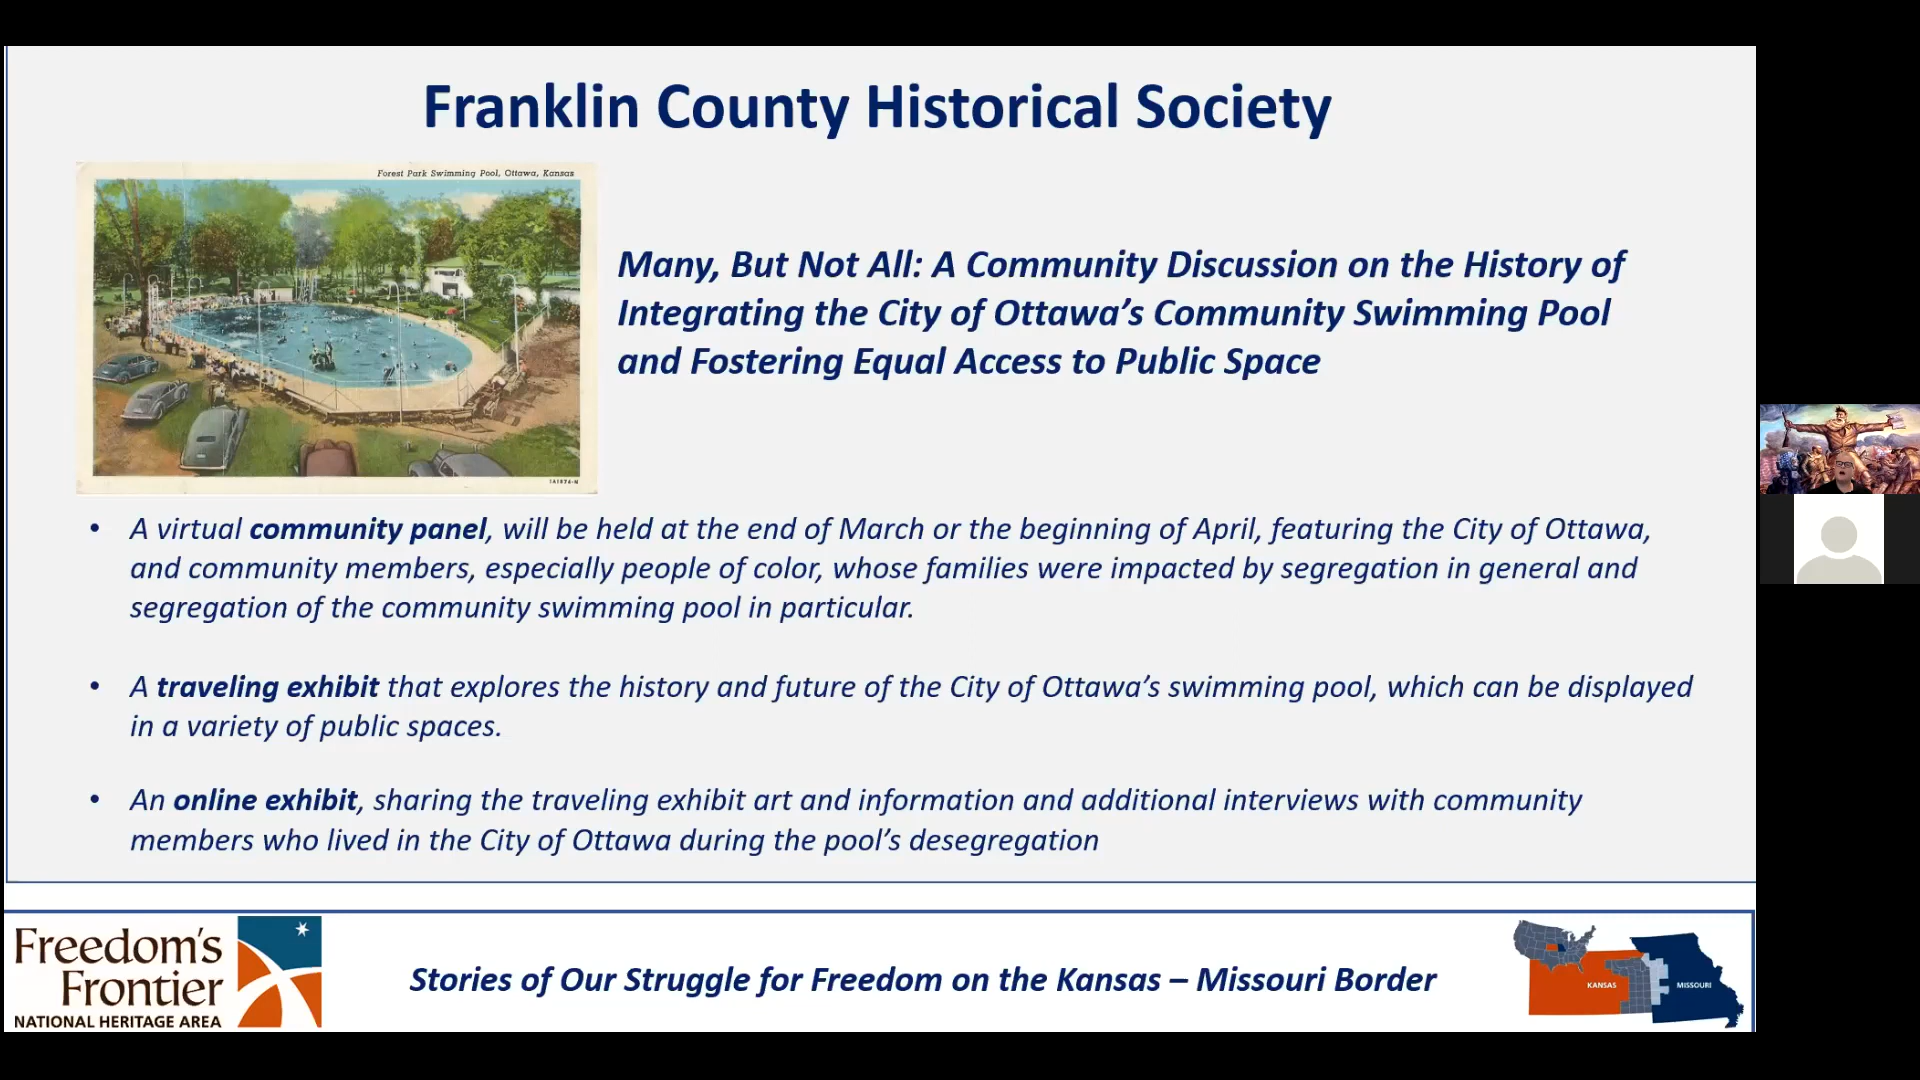 Franklin County Historical Society
Forest Park Swimming Pool, Ottawa, Kansas
1A1874-N
Many, But Not All: A Community Discussion on the History of
Integrating the City of Ottawa’s Community Swimming Pool
and Fostering Equal Access to Public Space
• A virtual community panel, will be held at the end of March or the beginning of April, featuring the City of Ottawa,
and community members, especially people of color, whose families were impacted by segregation in general and
segregation of the community swimming pool in particular.
• A traveling exhibit that explores the history and future of the City of Ottawa’s swimming pool, which can be displayed
in a variety of public spaces.
• An online exhibit, sharing the traveling exhibit art and information and additional interviews with community
members who lived in the City of Ottawa during the pool’s desegregation
Freedom’s
Frontier
NATIONAL HERITAGE AREA
Stories of Our Struggle for Freedom on the Kansas – Missouri Border
KANSAS
MISSOURI